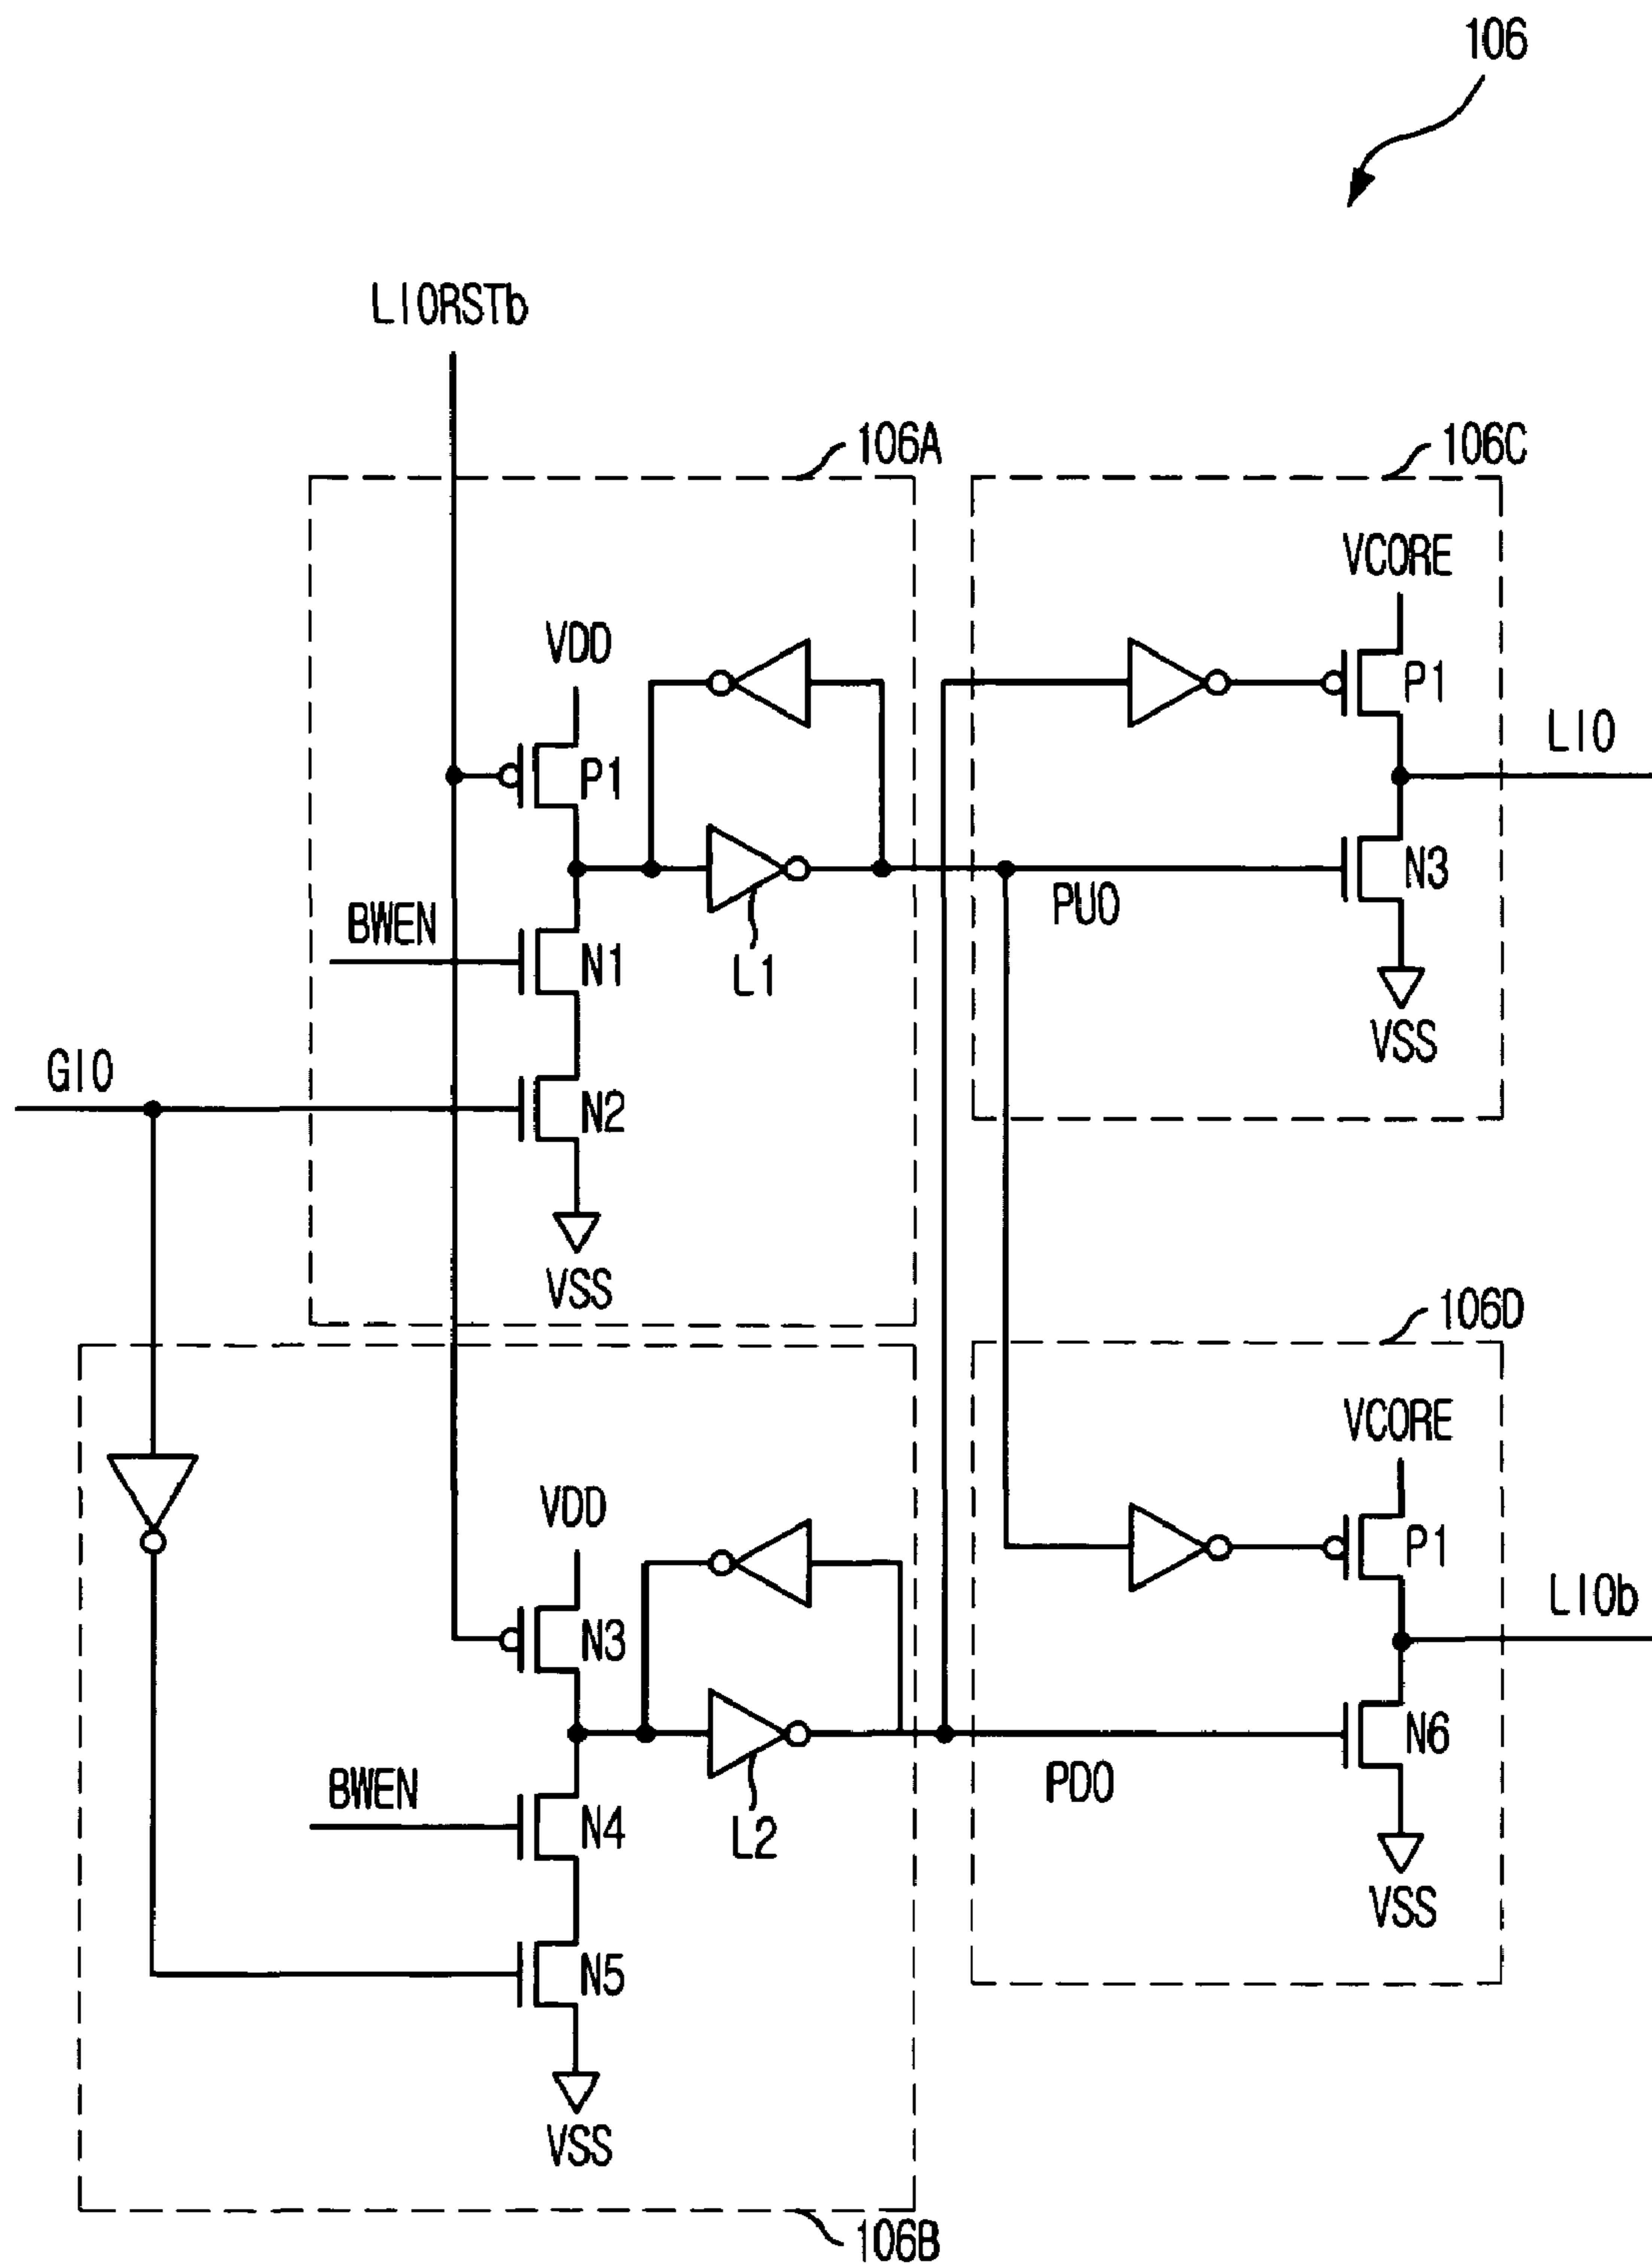 106
LIORSTb
106A
106C
VCORE
VDD
P1
P1
LIO
BWEN
N1
L1
PUO
N3
VSS
GIO
N2
VSS
106D
VCORE
VDD
P1
LIOb
N3
PDO
N6
BWEN
N4
L2
VSS
N5
VSS
106B